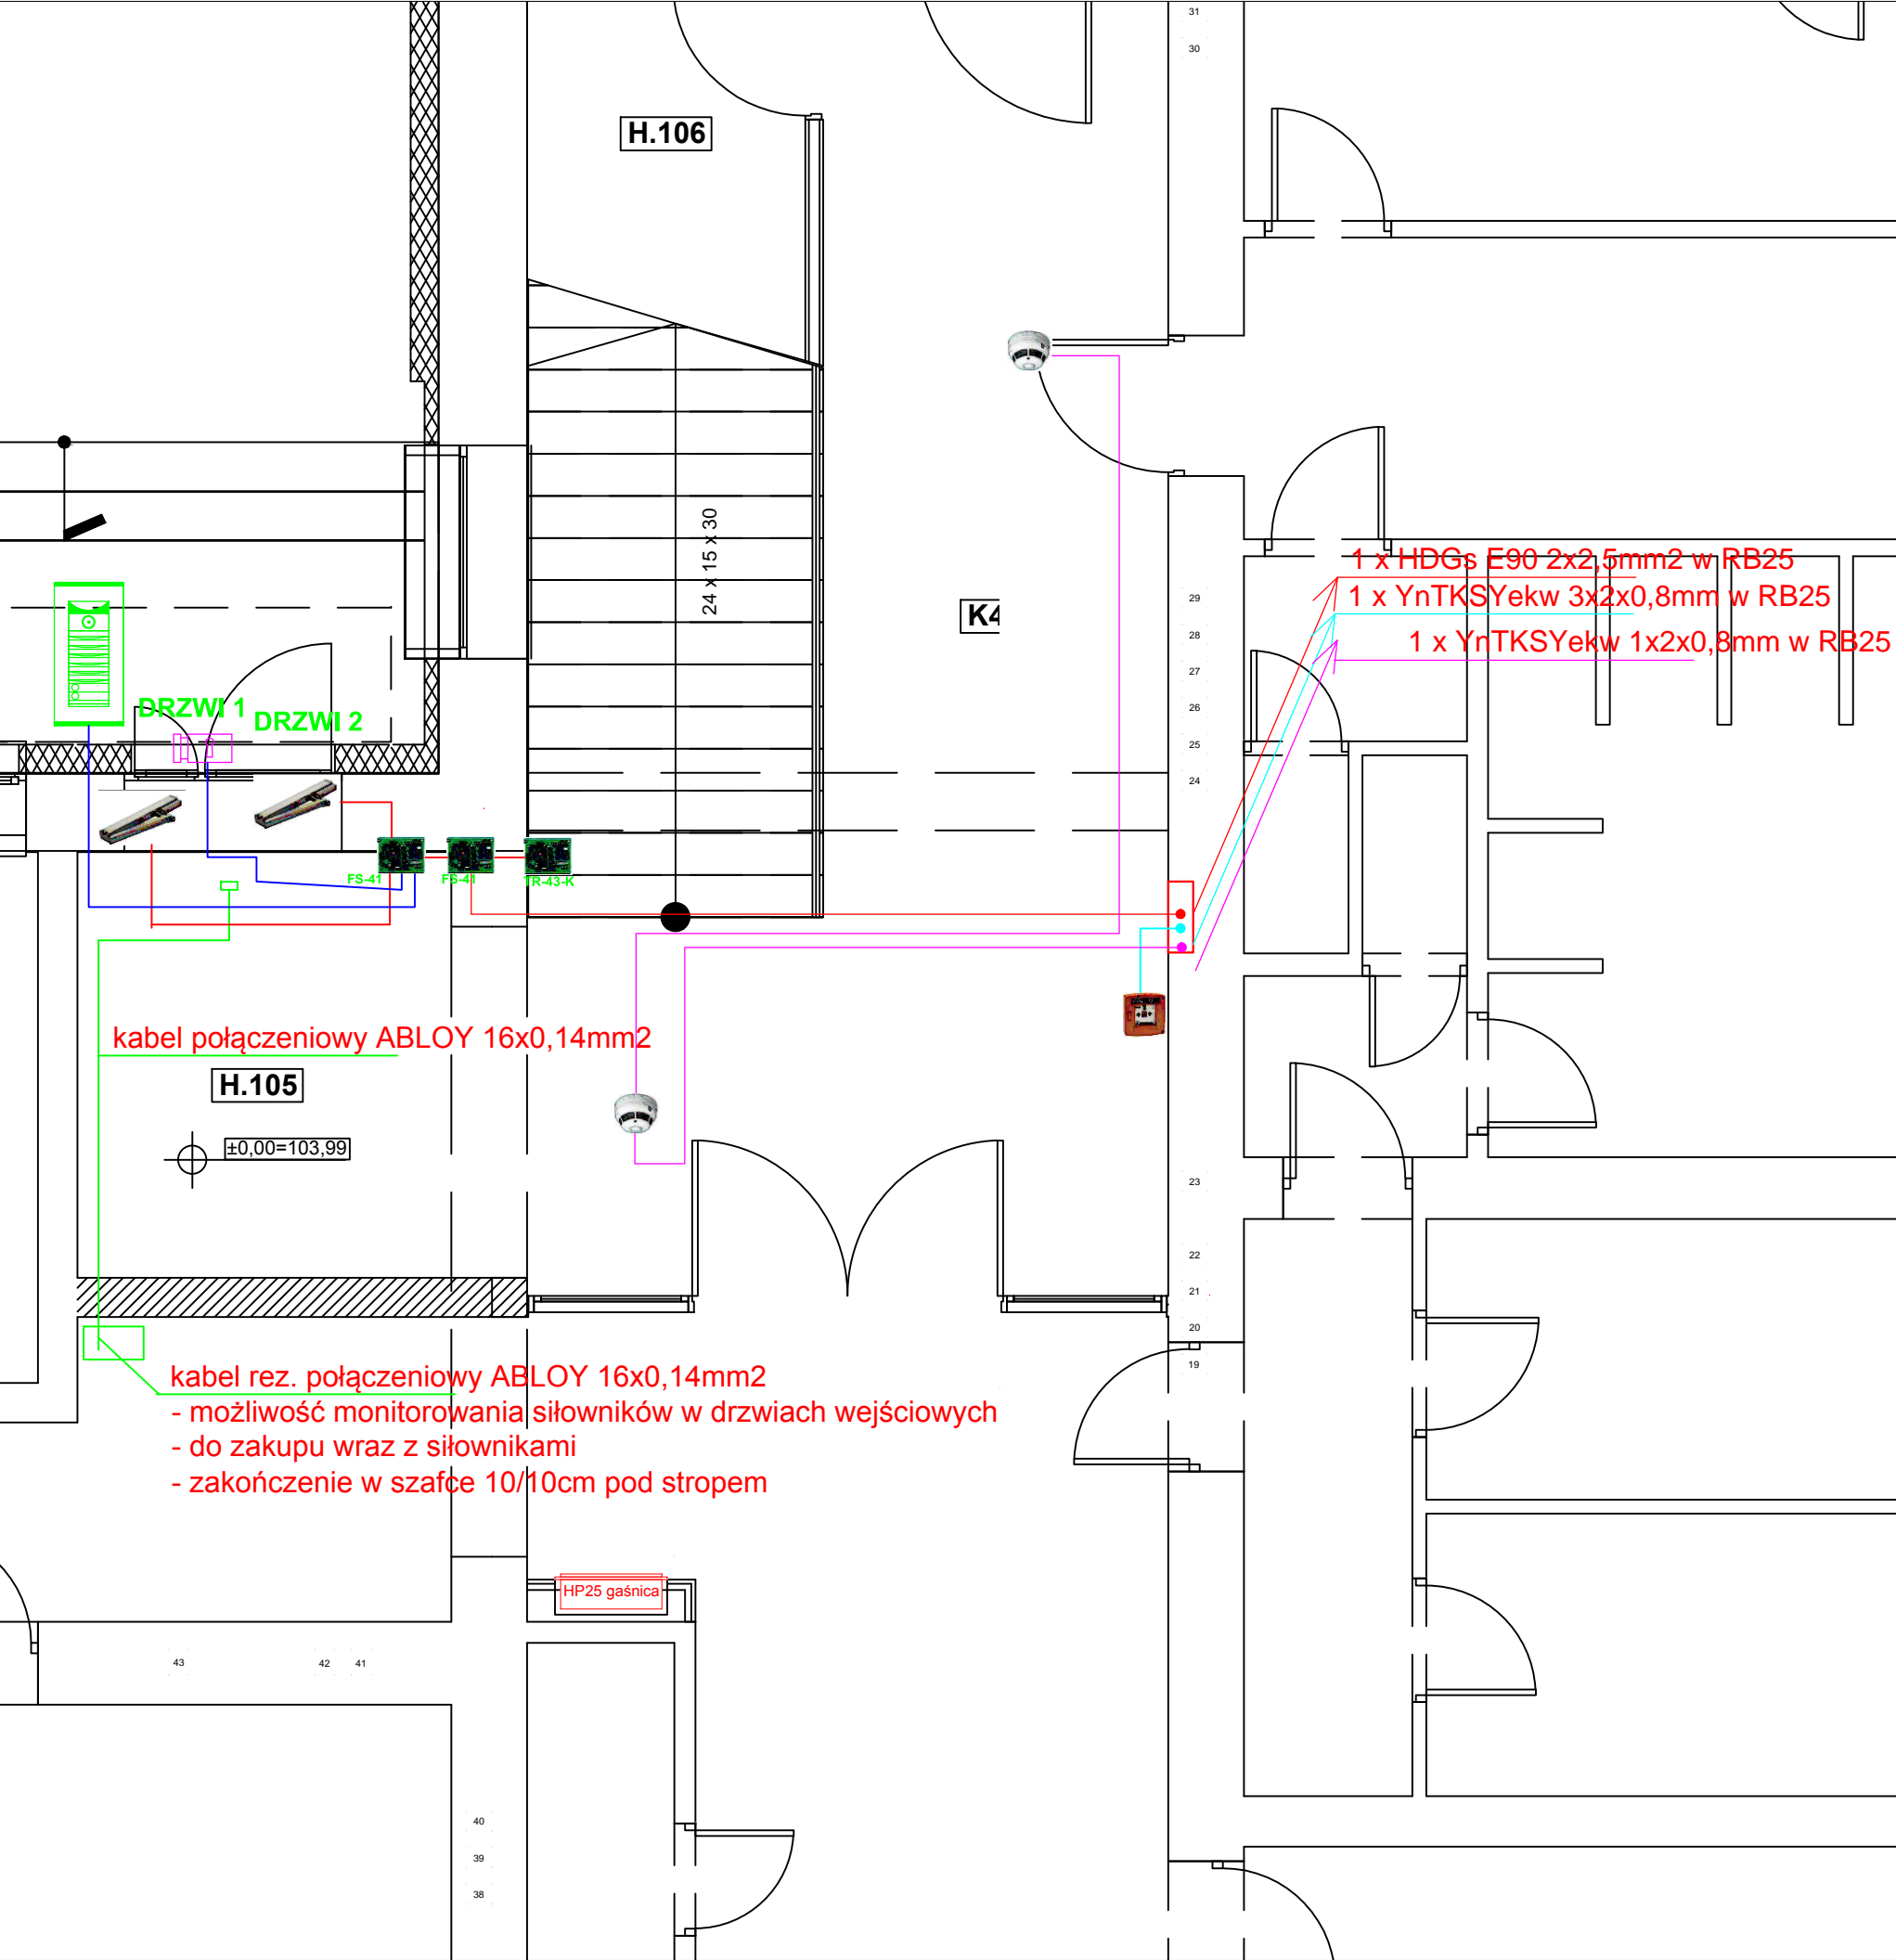 31
30
H.106
24 x 15 x 30
K4
1 x HDGs E90 2x2,5mm2 w RB25
1 x YnTKSYekw 3x2x0,8mm w RB25
1 x YnTKSYekw 1x2x0,8mm w RB25
29
28
27
26
25
24
DRZWI 1
DRZWI 2
FS-41
FS-41
TR-43-K
kabel połączeniowy ABLOY 16x0,14mm2
H.105
±0,00=103,99
23
22
21
20
19
kabel rez. połączeniowy ABLOY 16x0,14mm2
- możliwość monitorowania siłowników w drzwiach wejściowych
- do zakupu wraz z siłownikami
- zakończenie w szafce 10/10cm pod stropem
HP25 gaśnica
43
42
41
40
39
38